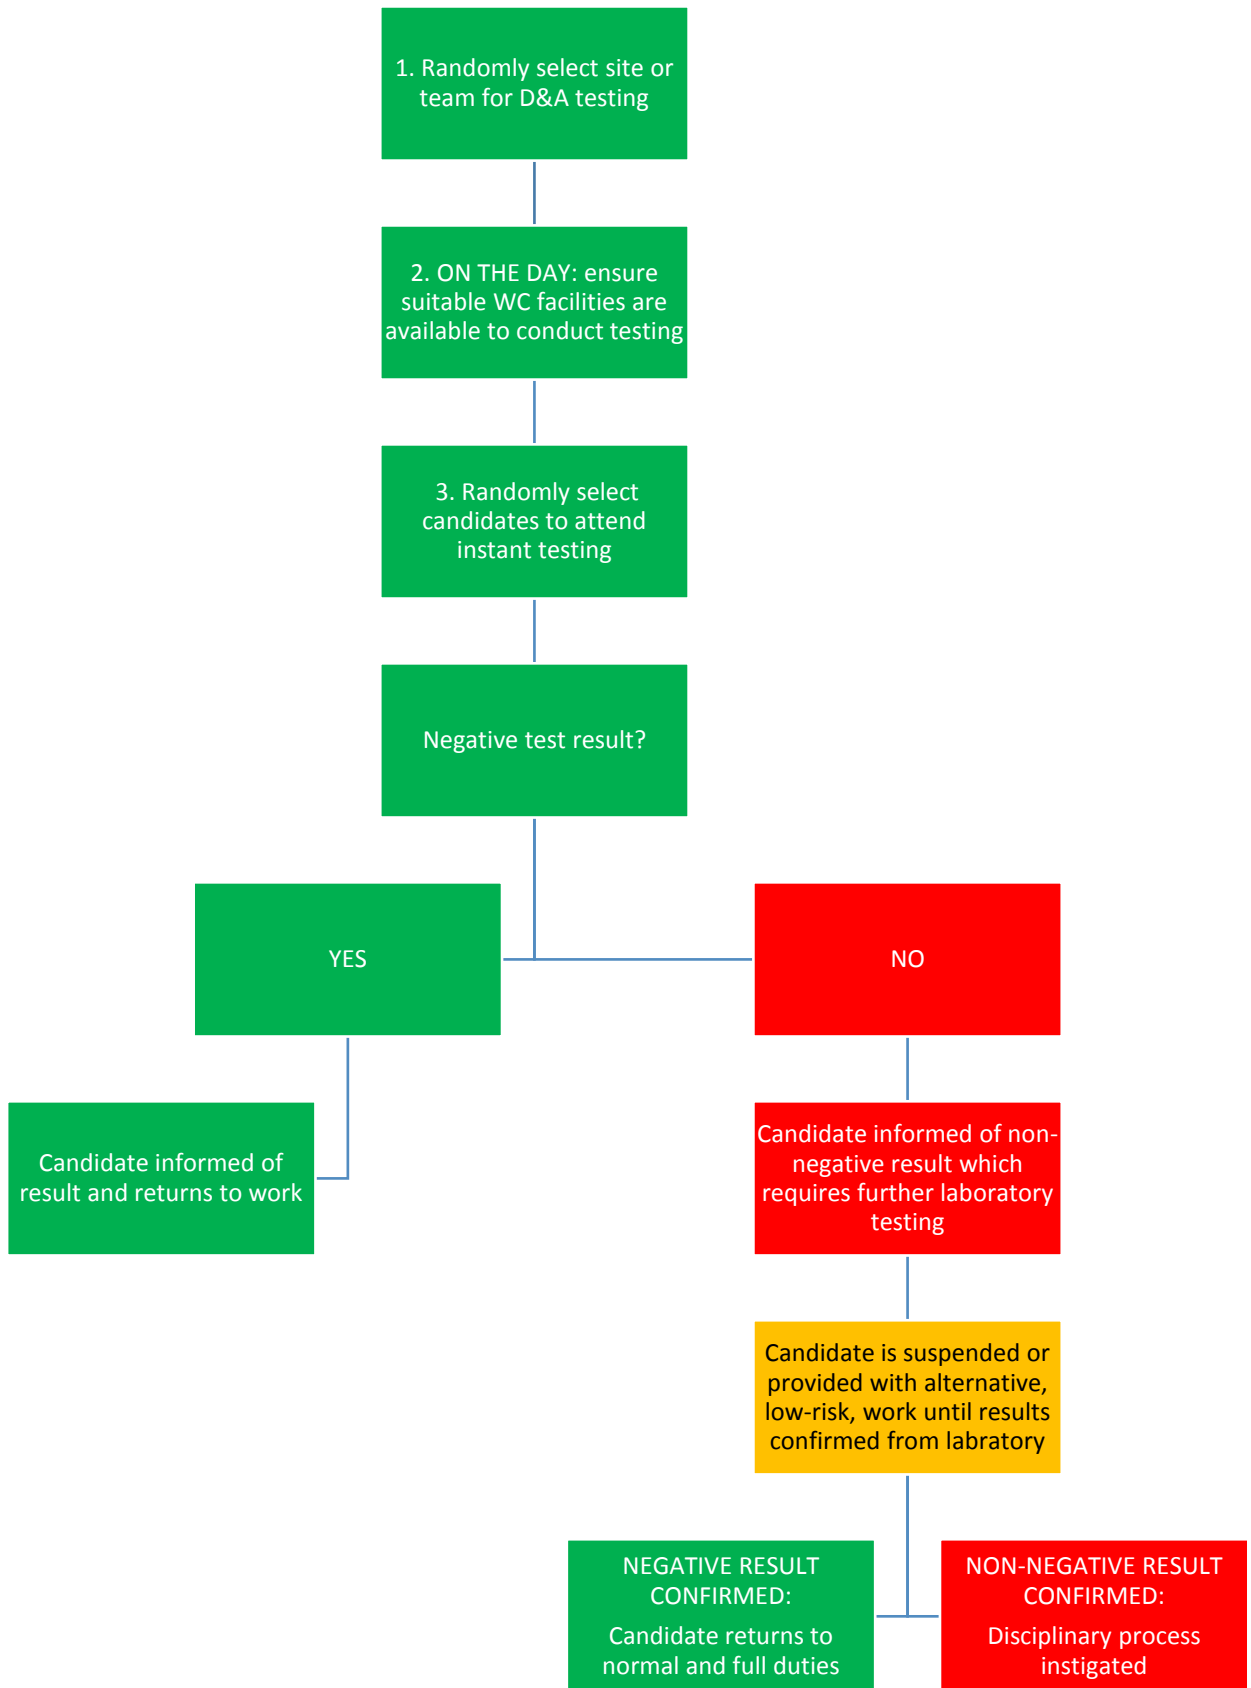 1. Randomly select site or
team for D&A testing
2. ON THE DAY: ensure
suitable WC facilities are
available to conduct testing
3. Randomly select
candidates to attend
instant testing
Negative test result?
YES
NO
Candidate informed of
result and returns to work
Candidate informed of non-
negative result which
requires further laboratory
testing
Candidate is suspended or
provided with alternative,
low-risk, work until results
confirmed from labratory
NEGATIVE RESULT
CONFIRMED:
Candidate returns to
normal and full duties
NON-NEGATIVE RESULT
CONFIRMED:
Disciplinary process
instigated